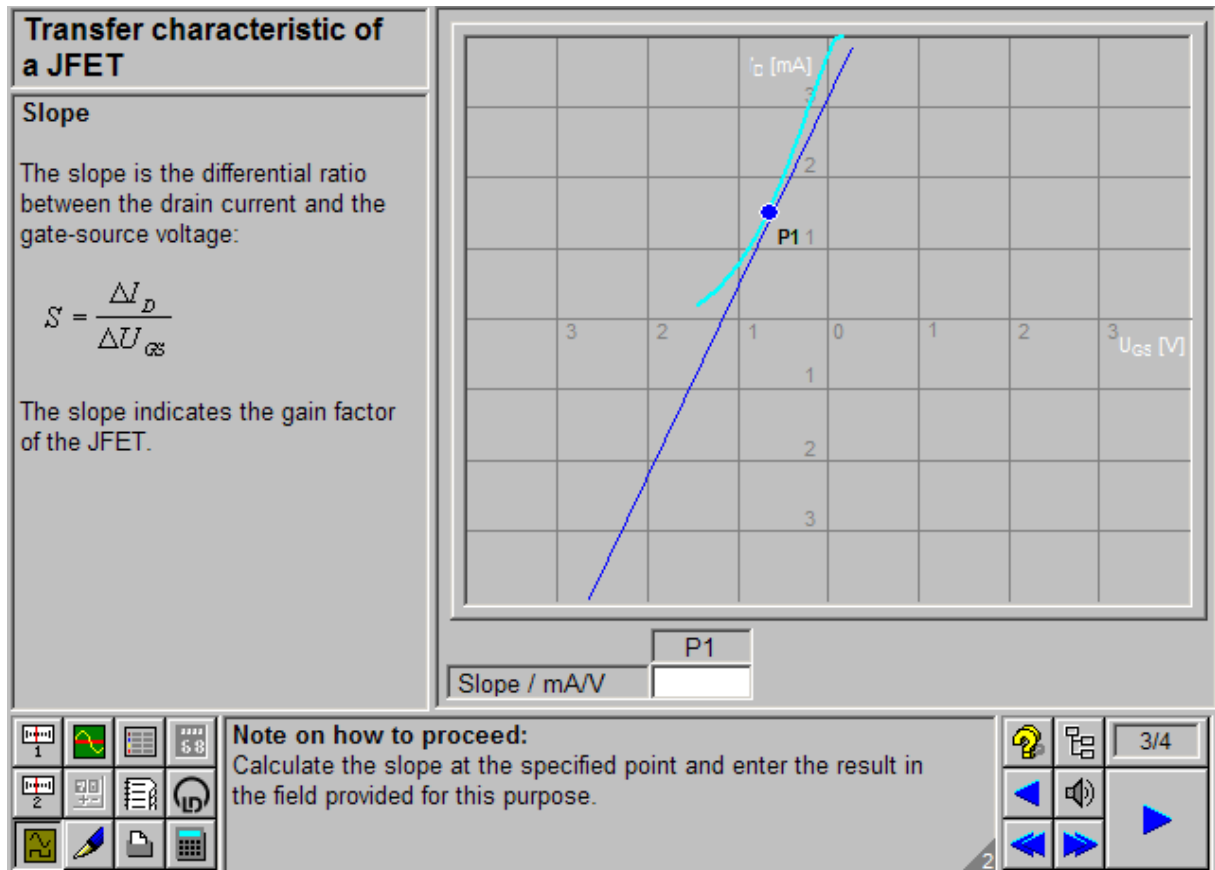 Transfer characteristic of
a JFET
Slope
The slope is the differential ratio
between the drain current and the
gate-source voltage:
S = ΔI_D / ΔU_GS
The slope indicates the gain factor
of the JFET.
I_D [mA]
3
2
P1 1
3 2 1 0 1 2 3
U_GS [V]
1
2
3
P1
Slope / mA/V
Note on how to proceed:
Calculate the slope at the specified point and enter the result in
the field provided for this purpose.
1
2
68
LD
2
3/4